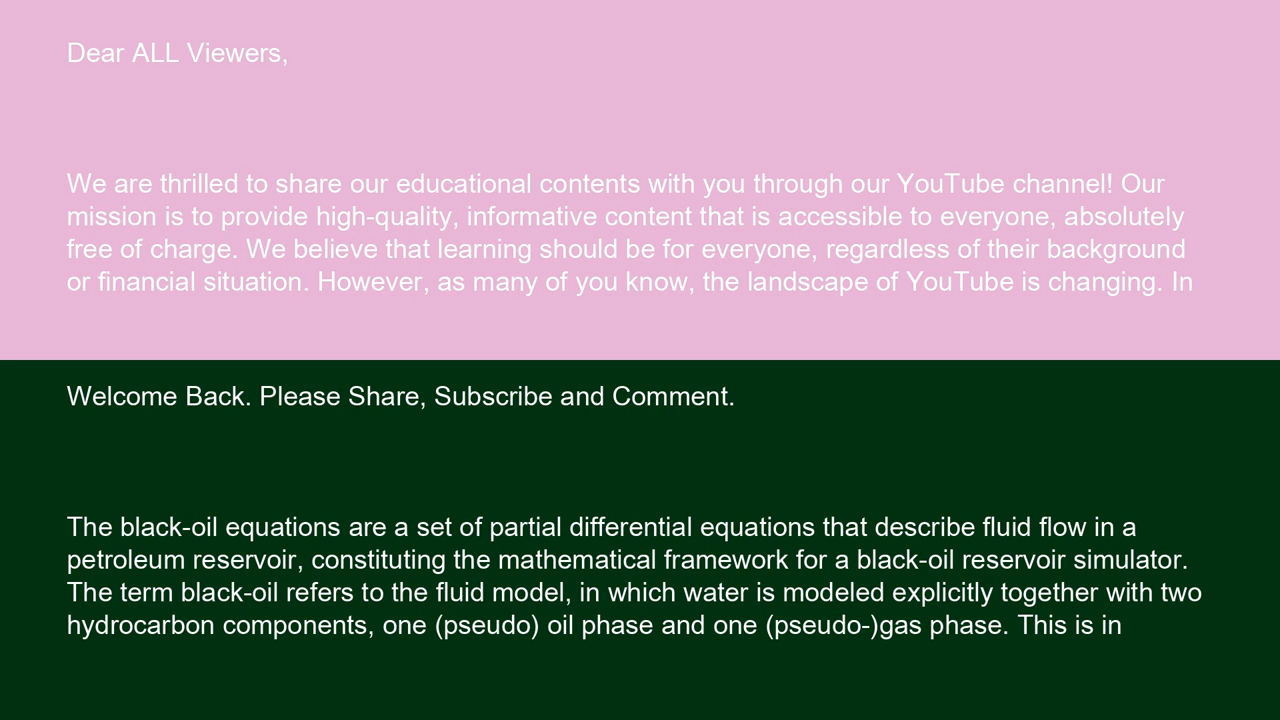 Dear ALL Viewers,
We are thrilled to share our educational contents with you through our YouTube channel! Our
mission is to provide high-quality, informative content that is accessible to everyone, absolutely
free of charge. We believe that learning should be for everyone, regardless of their background
or financial situation. However, as many of you know, the landscape of YouTube is changing. In
Welcome Back. Please Share, Subscribe and Comment.
The black-oil equations are a set of partial differential equations that describe fluid flow in a
petroleum reservoir, constituting the mathematical framework for a black-oil reservoir simulator.
The term black-oil refers to the fluid model, in which water is modeled explicitly together with two
hydrocarbon components, one (pseudo) oil phase and one (pseudo-)gas phase. This is in